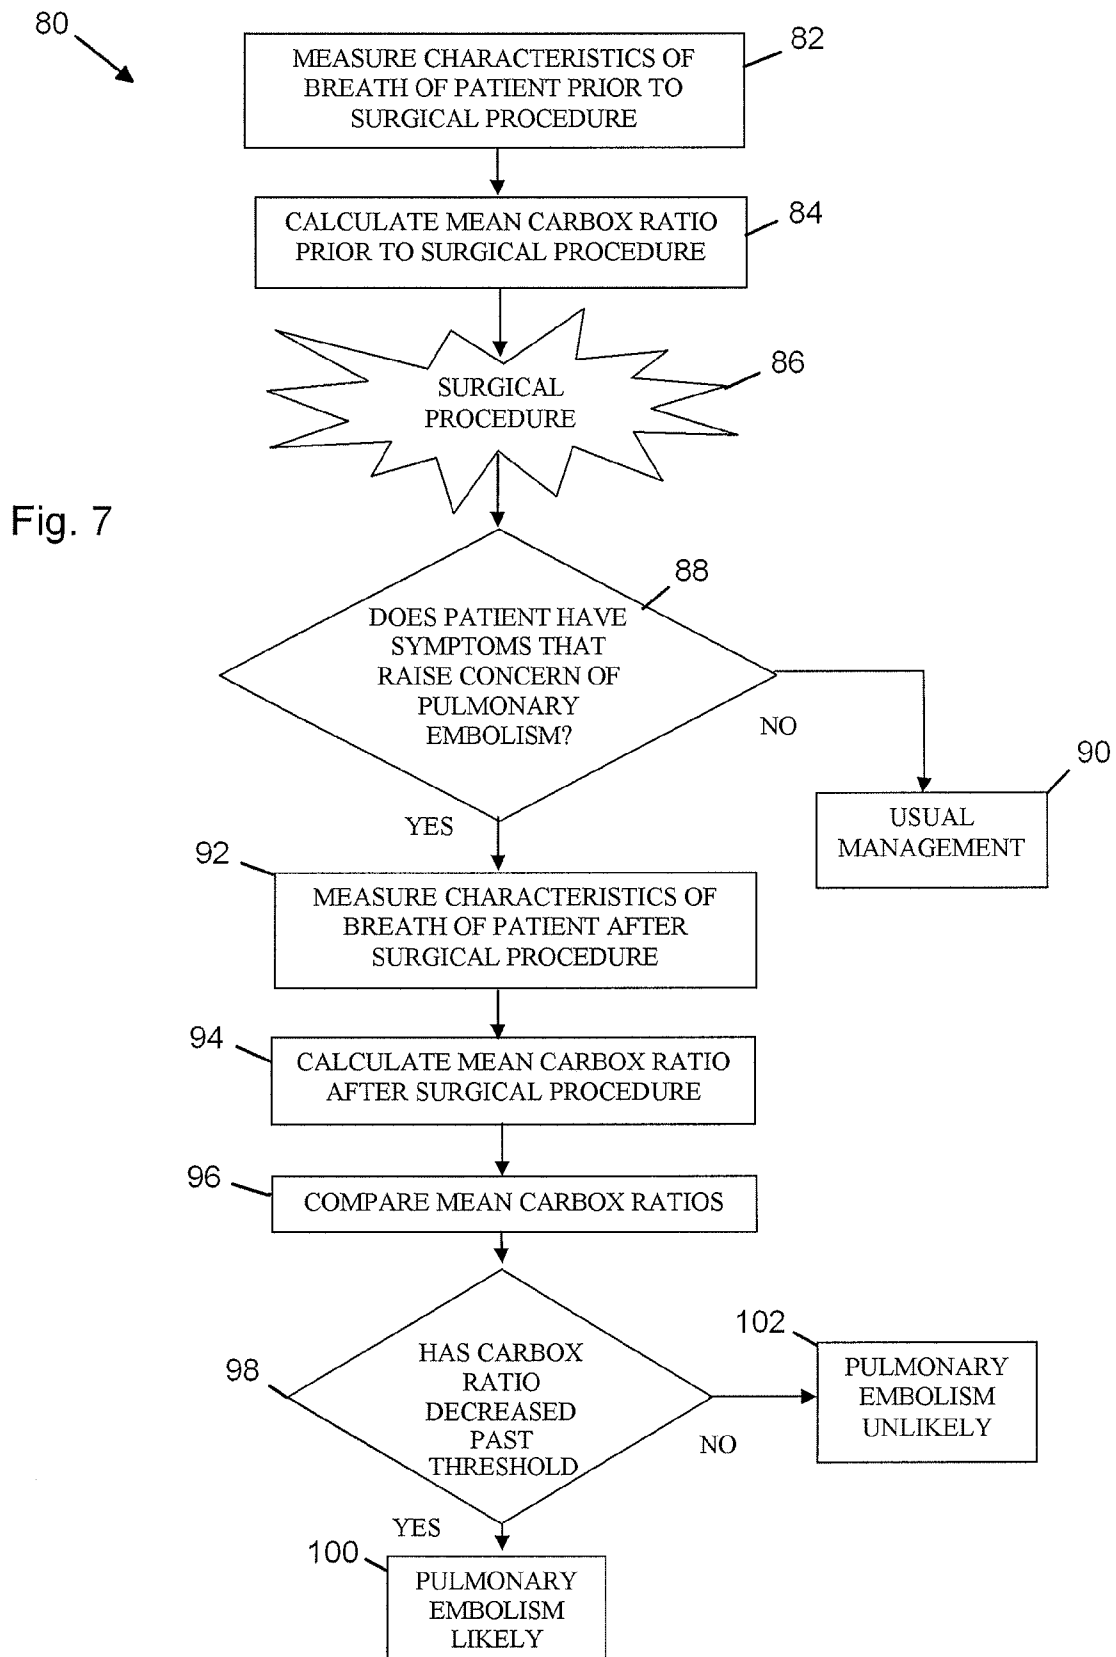 80
82
MEASURE CHARACTERISTICS OF
BREATH OF PATIENT PRIOR TO
SURGICAL PROCEDURE
84
CALCULATE MEAN CARBOX RATIO
PRIOR TO SURGICAL PROCEDURE
86
SURGICAL
PROCEDURE
Fig. 7
88
DOES PATIENT HAVE
SYMPTOMS THAT
RAISE CONCERN OF
PULMONARY
EMBOLISM?
NO
90
USUAL
MANAGEMENT
YES
92
MEASURE CHARACTERISTICS OF
BREATH OF PATIENT AFTER
SURGICAL PROCEDURE
94
CALCULATE MEAN CARBOX RATIO
AFTER SURGICAL PROCEDURE
96
COMPARE MEAN CARBOX RATIOS
98
HAS CARBOX
RATIO
DECREASED
PAST
THRESHOLD
NO
102
PULMONARY
EMBOLISM
UNLIKELY
YES
100
PULMONARY
EMBOLISM
LIKELY